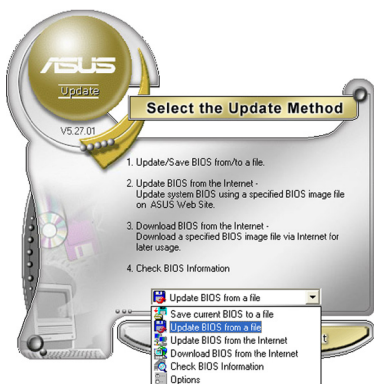 ASUS
Update
V5.27.01
Select the Update Method
1. Update/Save BIOS from/to a file.
2. Update BIOS from the Internet -
Update system BIOS using a specified BIOS image file
on ASUS Web Site.
3. Download BIOS from the Internet -
Download a specified BIOS image file via Internet for
later usage.
4. Check BIOS Information
Update BIOS from a file
Save current BIOS to a file
Update BIOS from a file
Update BIOS from the Internet
Download BIOS from the Internet
Check BIOS Information
Options